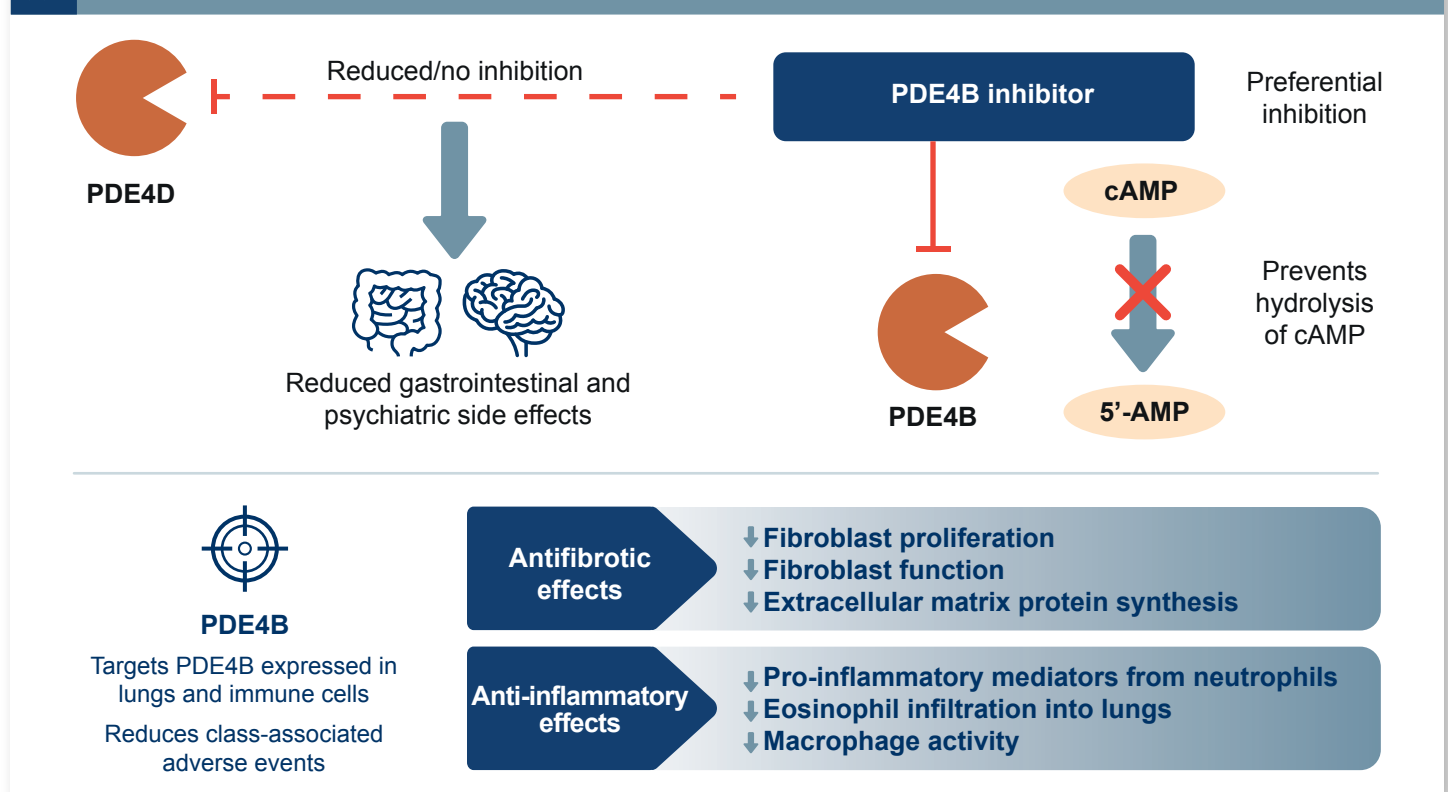 Reduced/no inhibition
PDE4D
Reduced gastrointestinal and
psychiatric side effects
PDE4B inhibitor
Preferential
inhibition
cAMP
Prevents
hydrolysis
of cAMP
PDE4B
5’-AMP
PDE4B
Targets PDE4B expressed in
lungs and immune cells
Reduces class-associated
adverse events
Antifibrotic
effects
Fibroblast proliferation
Fibroblast function
Extracellular matrix protein synthesis
Anti-inflammatory
effects
Pro-inflammatory mediators from neutrophils
Eosinophil infiltration into lungs
Macrophage activity